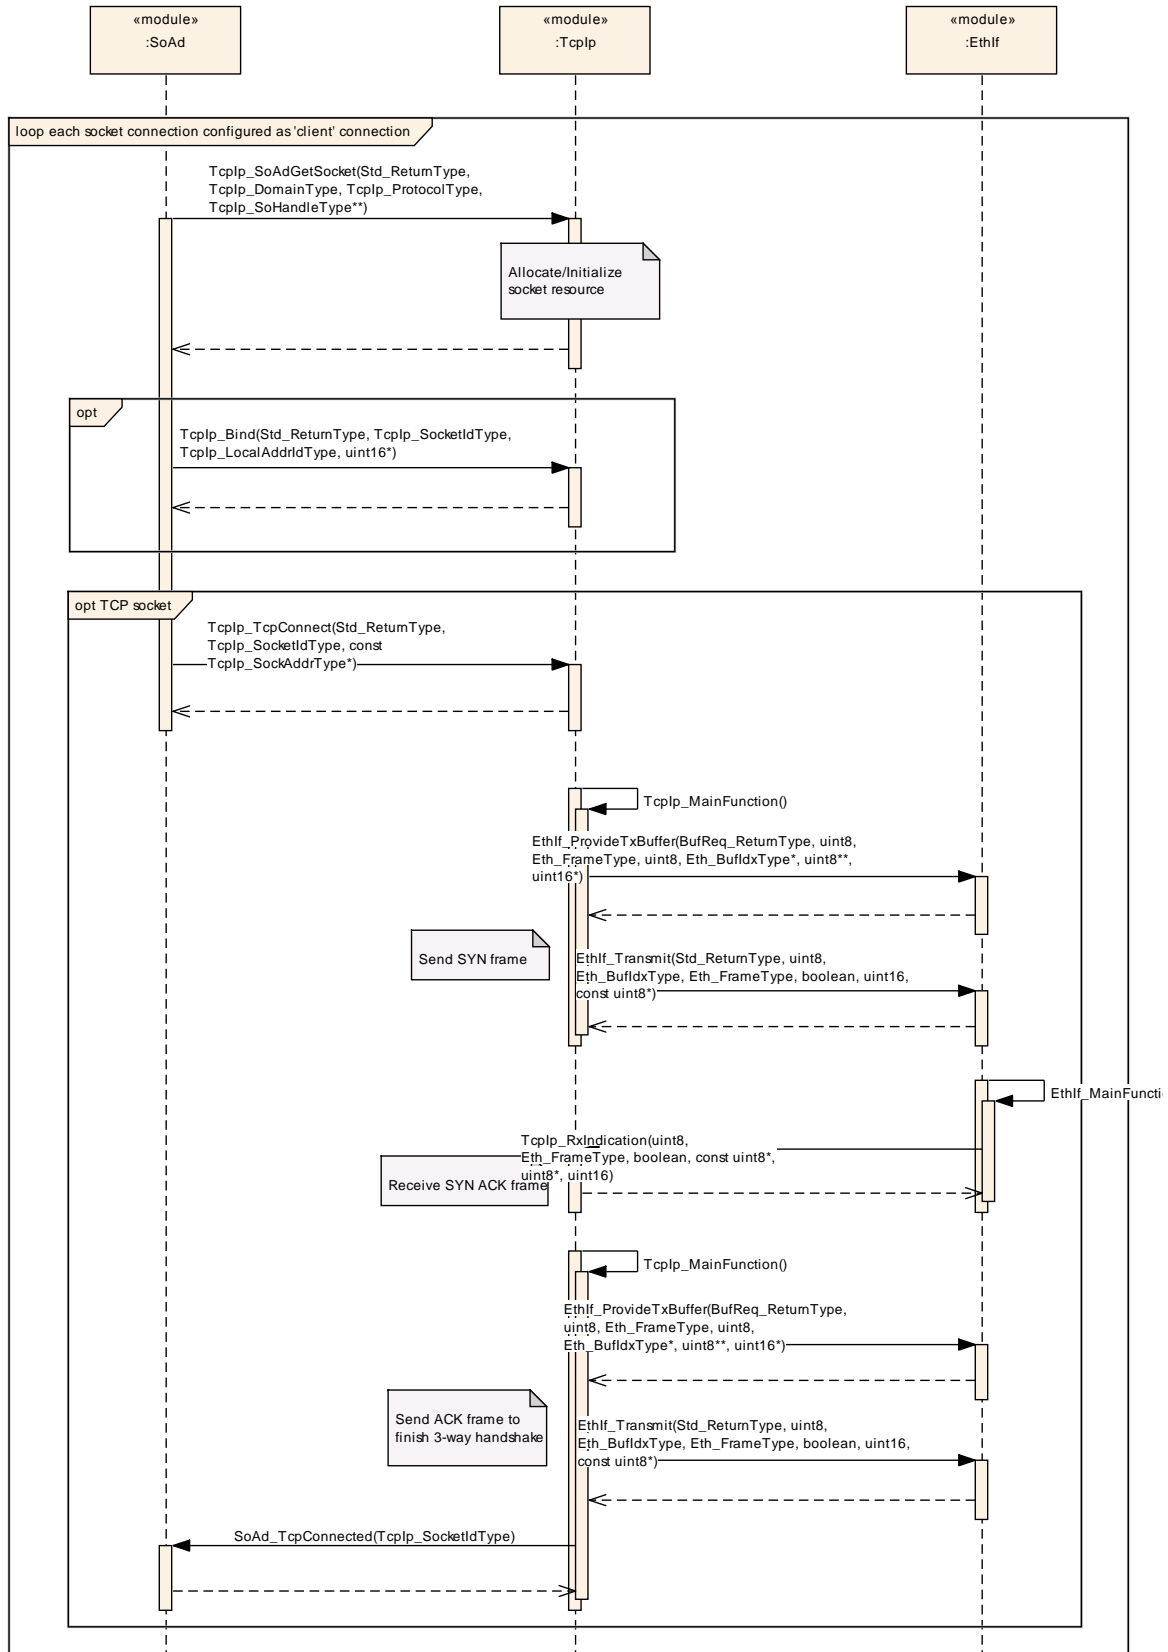 «module»
:SoAd
«module»
:TcpIp
«module»
:EthIf
loop each socket connection configured as 'client' connection
TcpIp_SoAdGetSocket(Std_ReturnType,
TcpIp_DomainType, TcpIp_ProtocolType,
TcpIp_SoHandleType**)
Allocate/Initialize
socket resource
opt
TcpIp_Bind(Std_ReturnType, TcpIp_SocketIdType,
TcpIp_LocalAddrIdType, uint16*)
opt TCP socket
TcpIp_TcpConnect(Std_ReturnType,
TcpIp_SocketIdType, const
TcpIp_SockAddrType*)
TcpIp_MainFunction()
EthIf_ProvideTxBuffer(BufReq_ReturnType, uint8,
Eth_FrameType, uint8, Eth_BufIdxType*, uint8**,
uint16*)
Send SYN frame
EthIf_Transmit(Std_ReturnType, uint8,
Eth_BufIdxType, Eth_FrameType, boolean, uint16,
const uint8*)
EthIf_MainFuncti
TcpIp_RxIndication(uint8,
Eth_FrameType, boolean, const uint8*,
uint8*, uint16)
Receive SYN ACK frame
TcpIp_MainFunction()
EthIf_ProvideTxBuffer(BufReq_ReturnType,
uint8, Eth_FrameType, uint8,
Eth_BufIdxType*, uint8**, uint16*)
Send ACK frame to
finish 3-way handshake
EthIf_Transmit(Std_ReturnType, uint8,
Eth_BufIdxType, Eth_FrameType, boolean, uint16,
const uint8*)
SoAd_TcpConnected(TcpIp_SocketIdType)